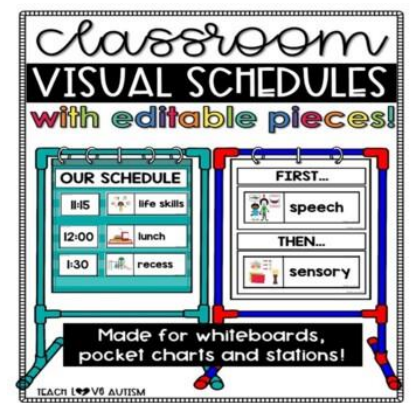 classroom
VISUAL SCHEDULES
with editable pieces!
OUR SCHEDULE
11:15 life skills
12:00 lunch
1:30 recess
FIRST...
speech
THEN...
sensory
Made for whiteboards,
pocket charts and stations!
TEACH LOVE AUTISM